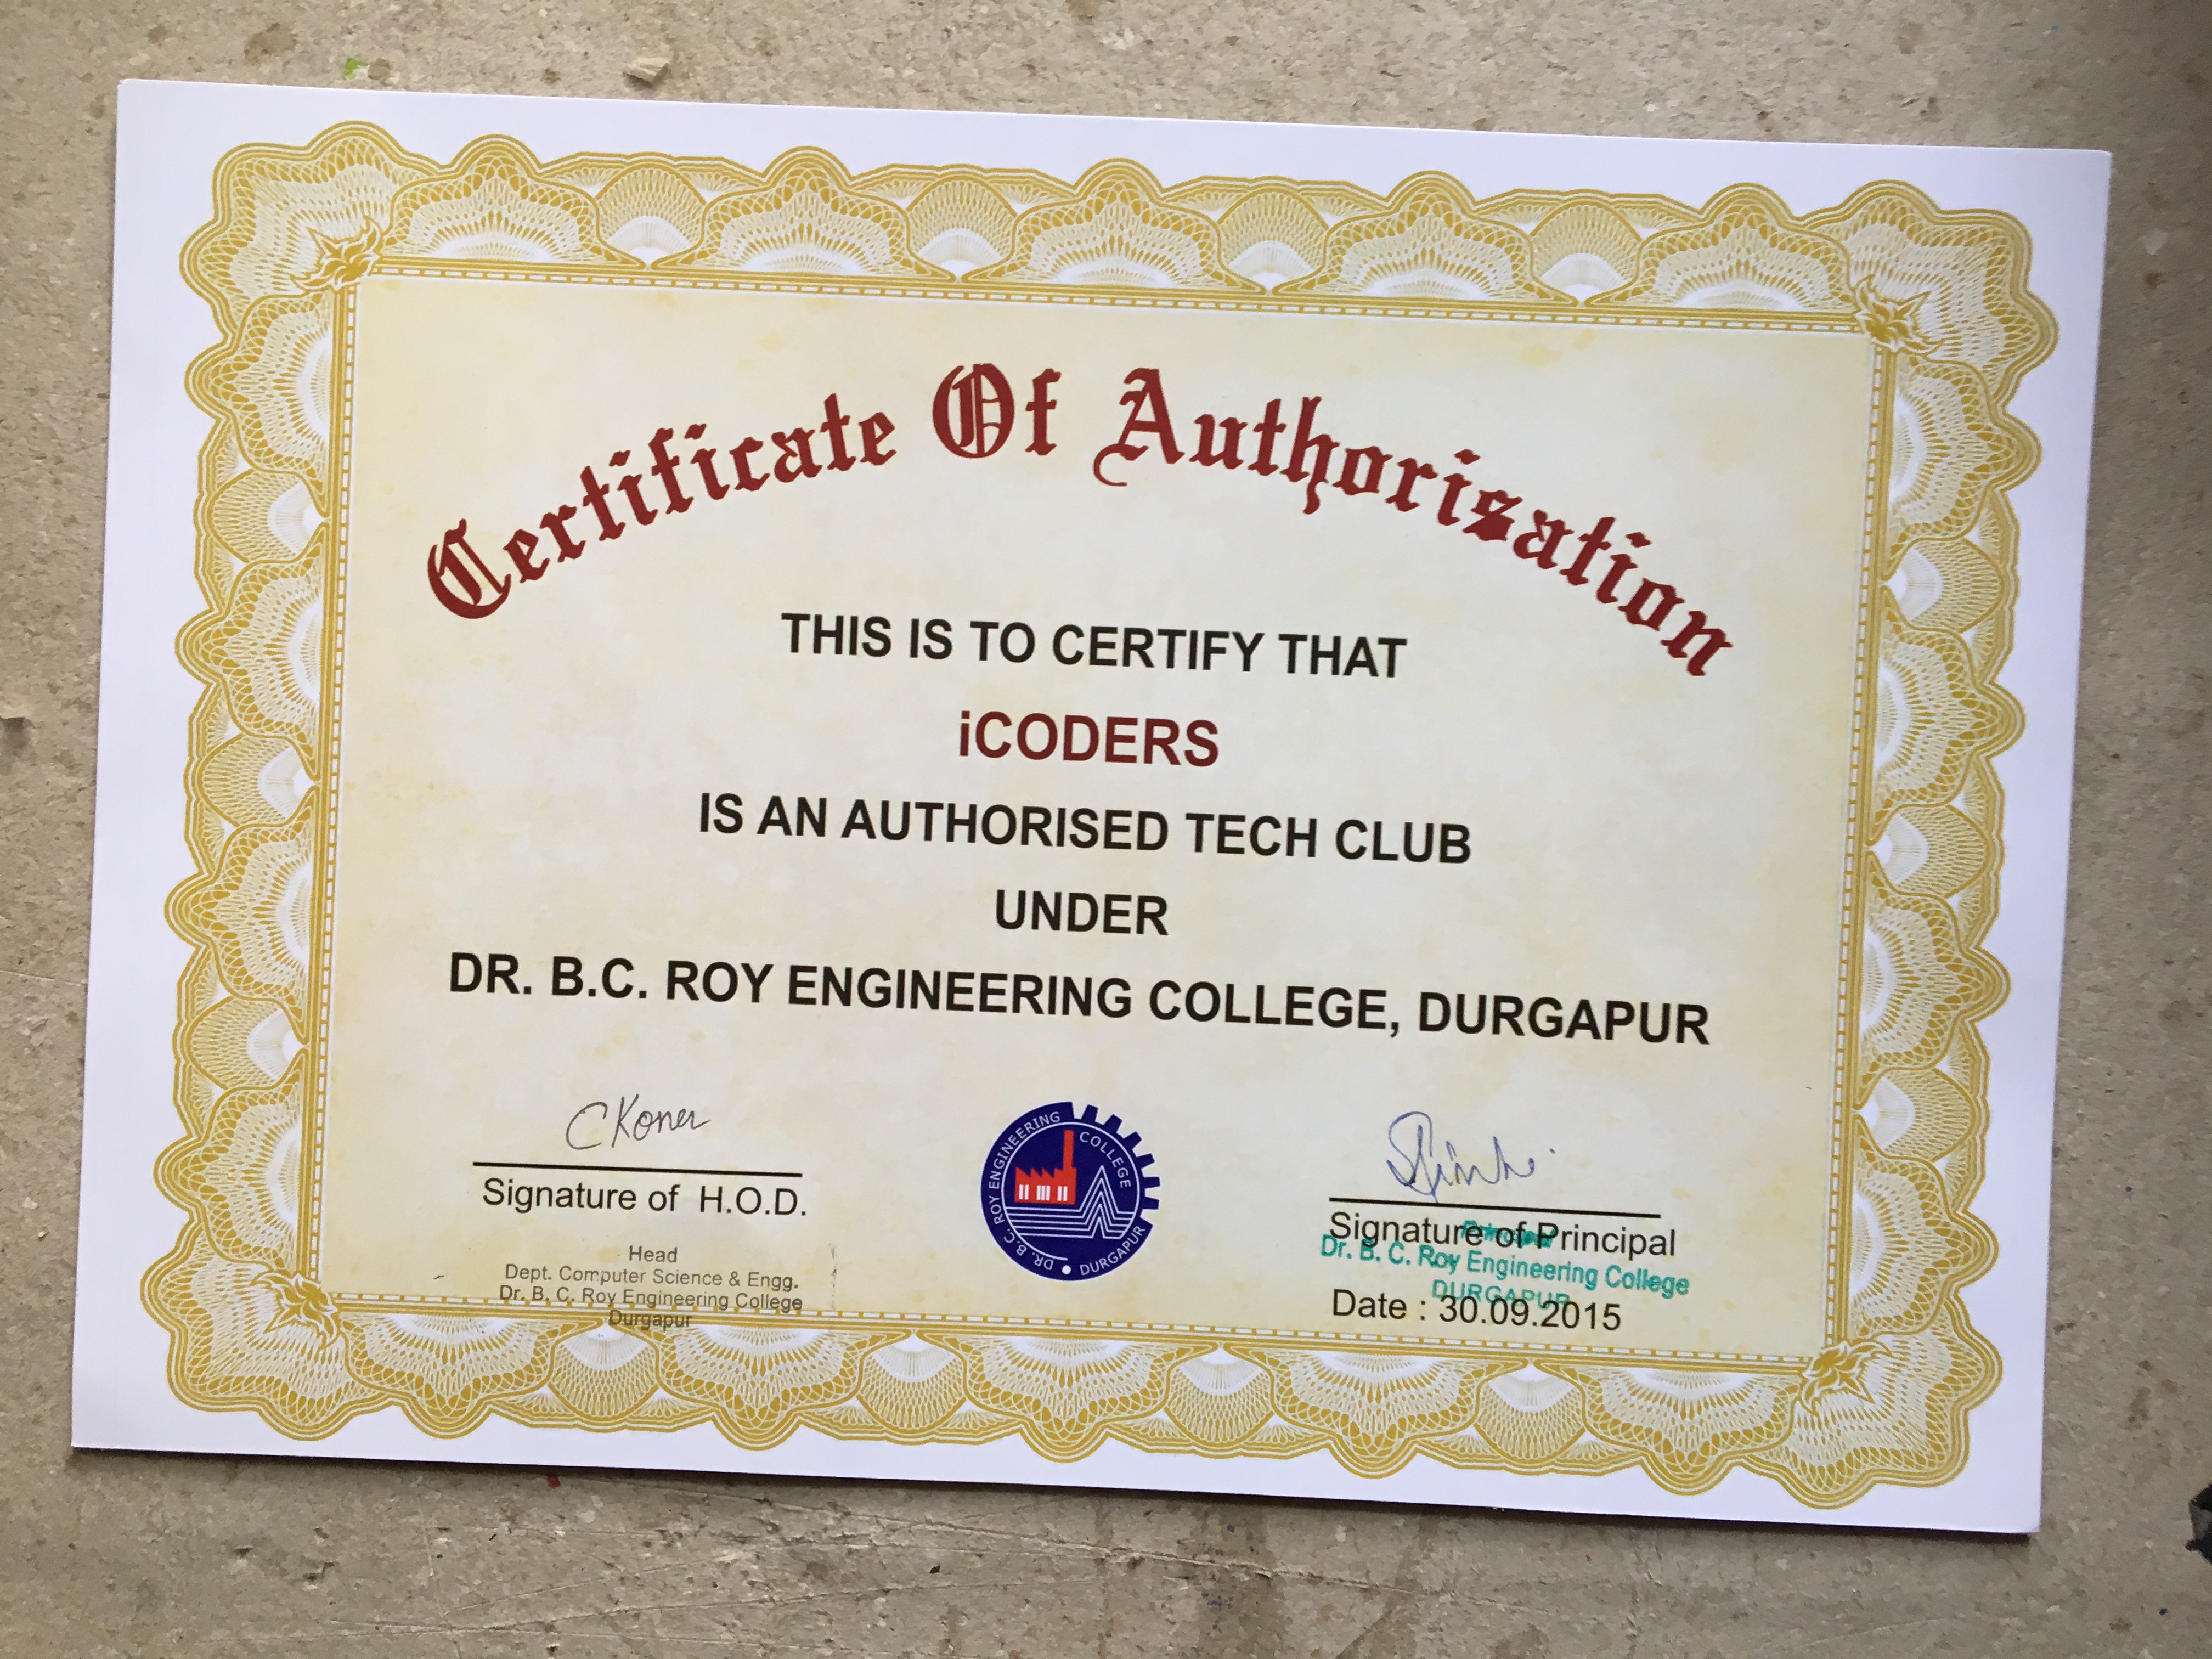 Certificate Of Authorisation
THIS IS TO CERTIFY THAT
iCODERS
IS AN AUTHORISED TECH CLUB
UNDER
DR. B.C. ROY ENGINEERING COLLEGE, DURGAPUR
CKoner
Signature of H.O.D.
Head
Dept. Computer Science & Engg.
Dr. B. C. Roy Engineering College
Durgapur
DR. B.C. ROY ENGINEERING COLLEGE
DURGAPUR
Signature of Principal
Principal
Dr. B. C. Roy Engineering College
DURGAPUR
Date : 30.09.2015